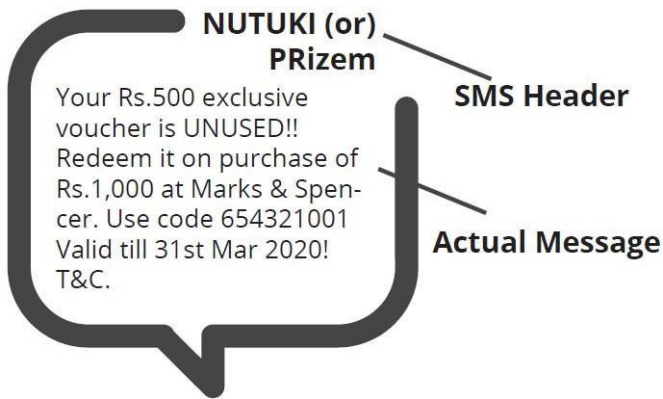 NUTUKI (or)
PRizem
SMS Header
Your Rs.500 exclusive
voucher is UNUSED!!
Redeem it on purchase of
Rs.1,000 at Marks & Spen-
cer. Use code 654321001
Valid till 31st Mar 2020!
T&C.
Actual Message